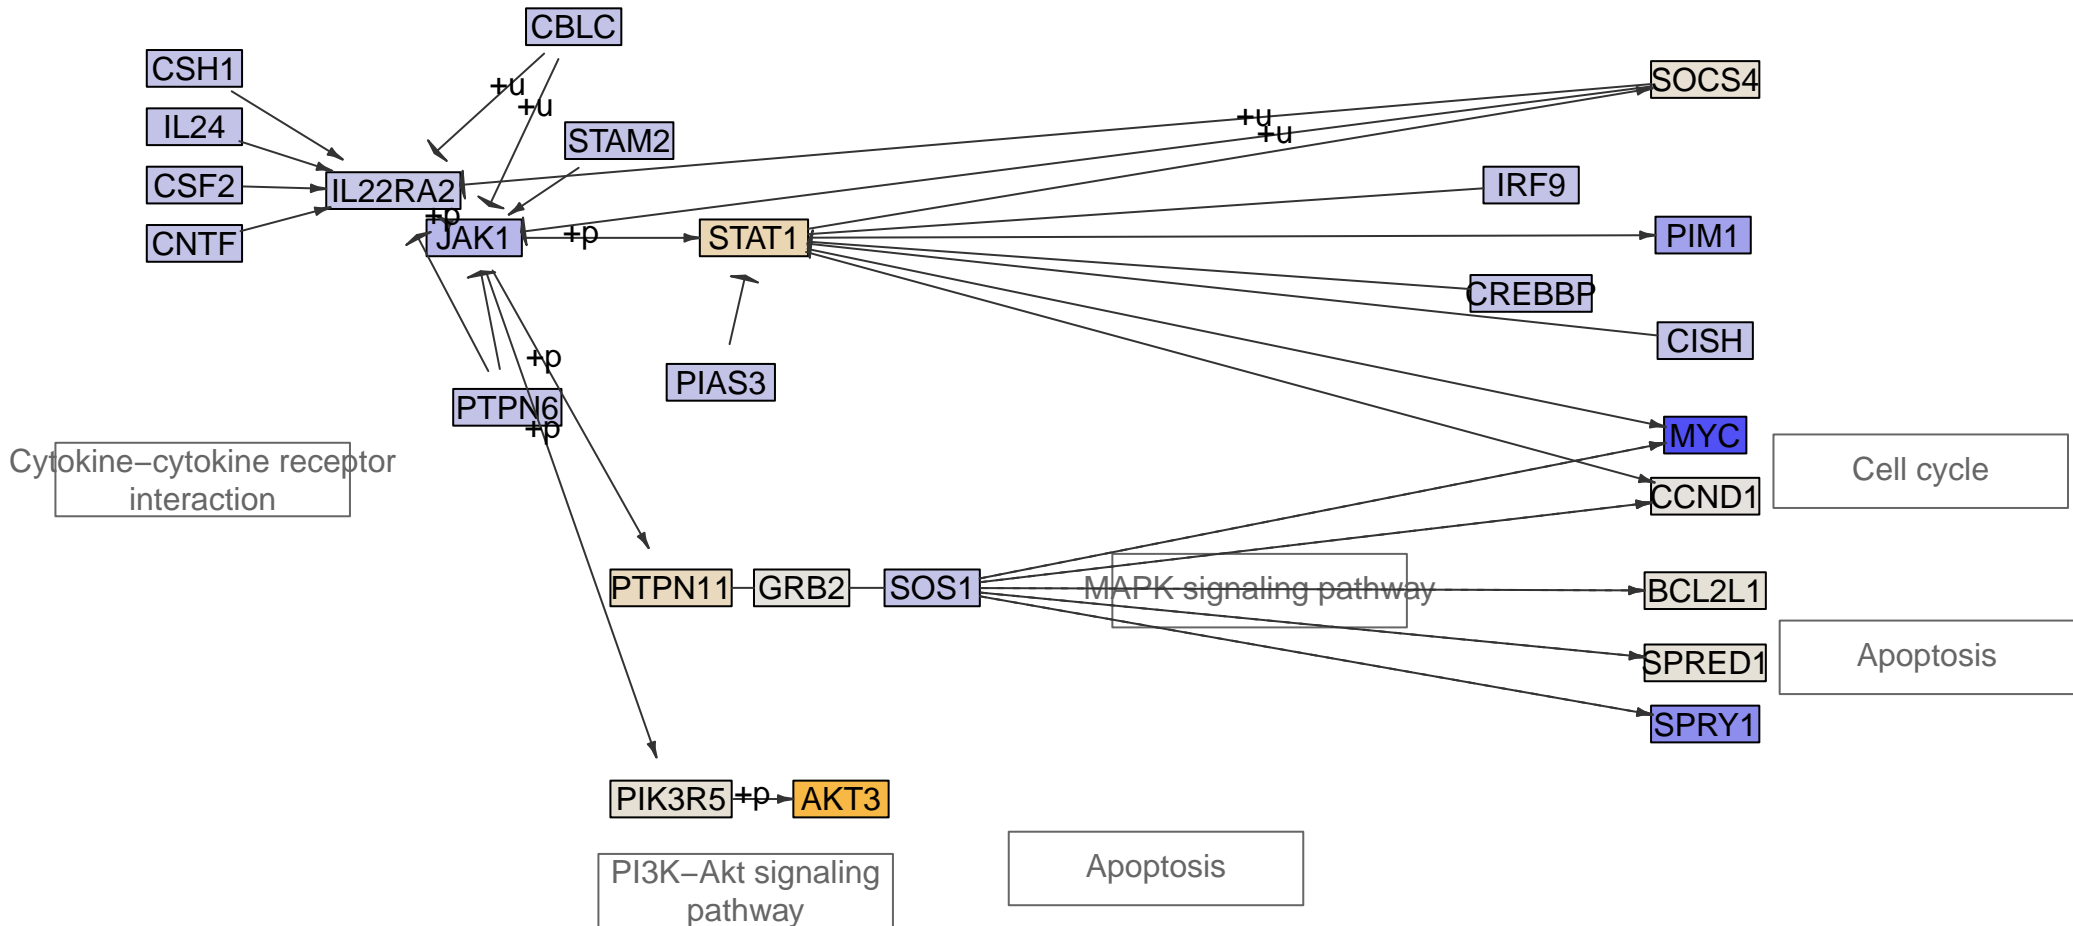 CBLC
CSH1
SOCS4
+u
+u
+u
+u
IL24
STAM2
CSF2
IL22RA2
IRF9
+p
CNTF
JAK1
+p
STAT1
PIM1
CREBBP
CISH
+p
PIAS3
PTPN6
+p
MYC
Cytokine–cytokine receptor
interaction
Cell cycle
CCND1
PTPN11
GRB2
SOS1
MAPK signaling pathway
BCL2L1
SPRED1
Apoptosis
SPRY1
PIK3R5
+p
AKT3
Apoptosis
PI3K–Akt signaling
pathway